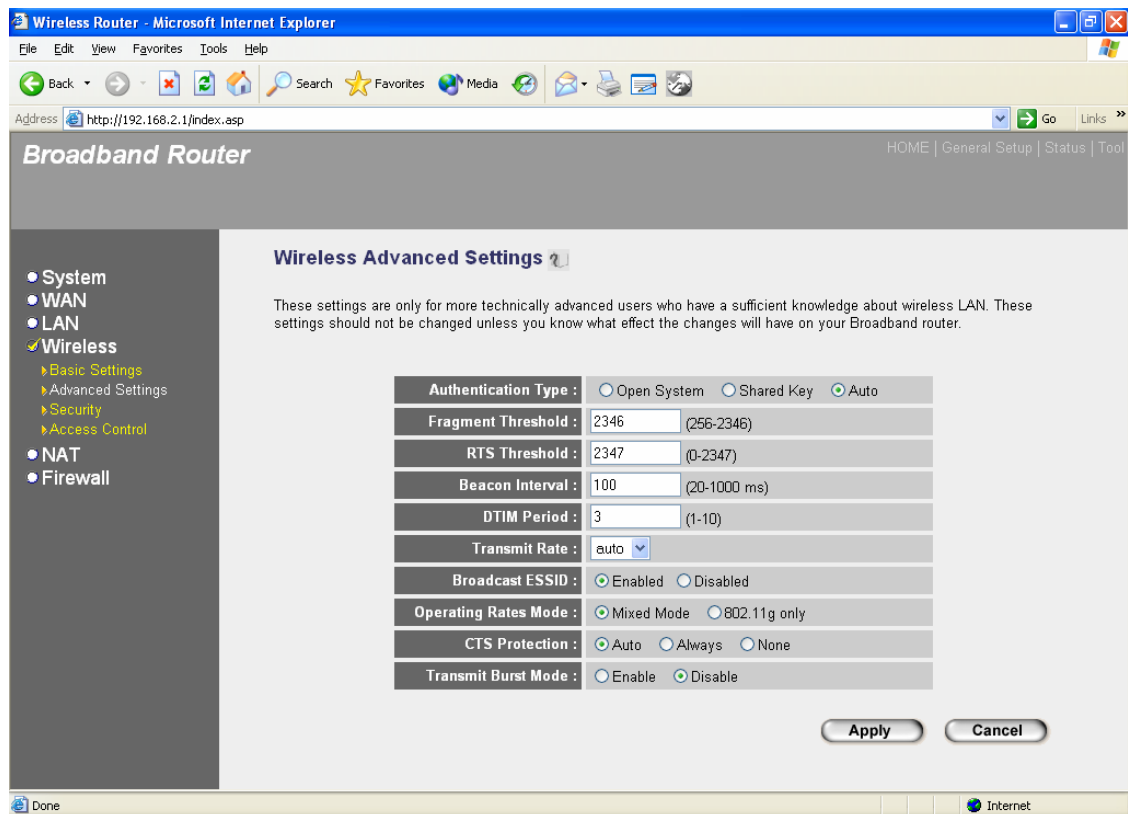 Wireless Router - Microsoft Internet Explorer
File Edit View Favorites Tools Help
Back Search Favorites Media
Address http://192.168.2.1/index.asp Go Links »
Broadband Router
HOME | General Setup | Status | Tool
System
WAN
LAN
Wireless
Basic Settings
Advanced Settings
Security
Access Control
NAT
Firewall
Wireless Advanced Settings
These settings are only for more technically advanced users who have a sufficient knowledge about wireless LAN. These
settings should not be changed unless you know what effect the changes will have on your Broadband router.
Authentication Type : Open System Shared Key Auto
Fragment Threshold : 2346 (256-2346)
RTS Threshold : 2347 (0-2347)
Beacon Interval : 100 (20-1000 ms)
DTIM Period : 3 (1-10)
Transmit Rate : auto
Broadcast ESSID : Enabled Disabled
Operating Rates Mode : Mixed Mode 802.11g only
CTS Protection : Auto Always None
Transmit Burst Mode : Enable Disable
Apply Cancel
Done Internet